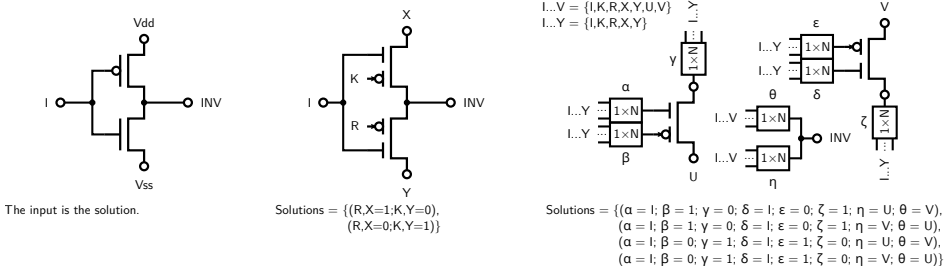 Vdd
I
INV
Vss
The input is the solution.
X
K
I
INV
R
Y
Solutions = {(R,X=1;K,Y=0),
(R,X=0;K,Y=1)}
I...V = {I,K,R,X,Y,U,V}
I...Y = {I,K,R,X,Y}
I...Y
...
1×N
γ
α
I...Y ... 1×N
I...Y ... 1×N
β
U
V
ε
I...Y ... 1×N
I...Y ... 1×N
δ
θ
I...V ... 1×N
INV
I...V ... 1×N
η
ζ
1×N
...
I...Y
Solutions = {(α = I; β = 1; γ = 0; δ = I; ε = 0; ζ = 1; η = U; θ = V),
(α = I; β = 1; γ = 0; δ = I; ε = 0; ζ = 1; η = V; θ = U),
(α = I; β = 0; γ = 1; δ = I; ε = 1; ζ = 0; η = U; θ = V),
(α = I; β = 0; γ = 1; δ = I; ε = 1; ζ = 0; η = V; θ = U)}